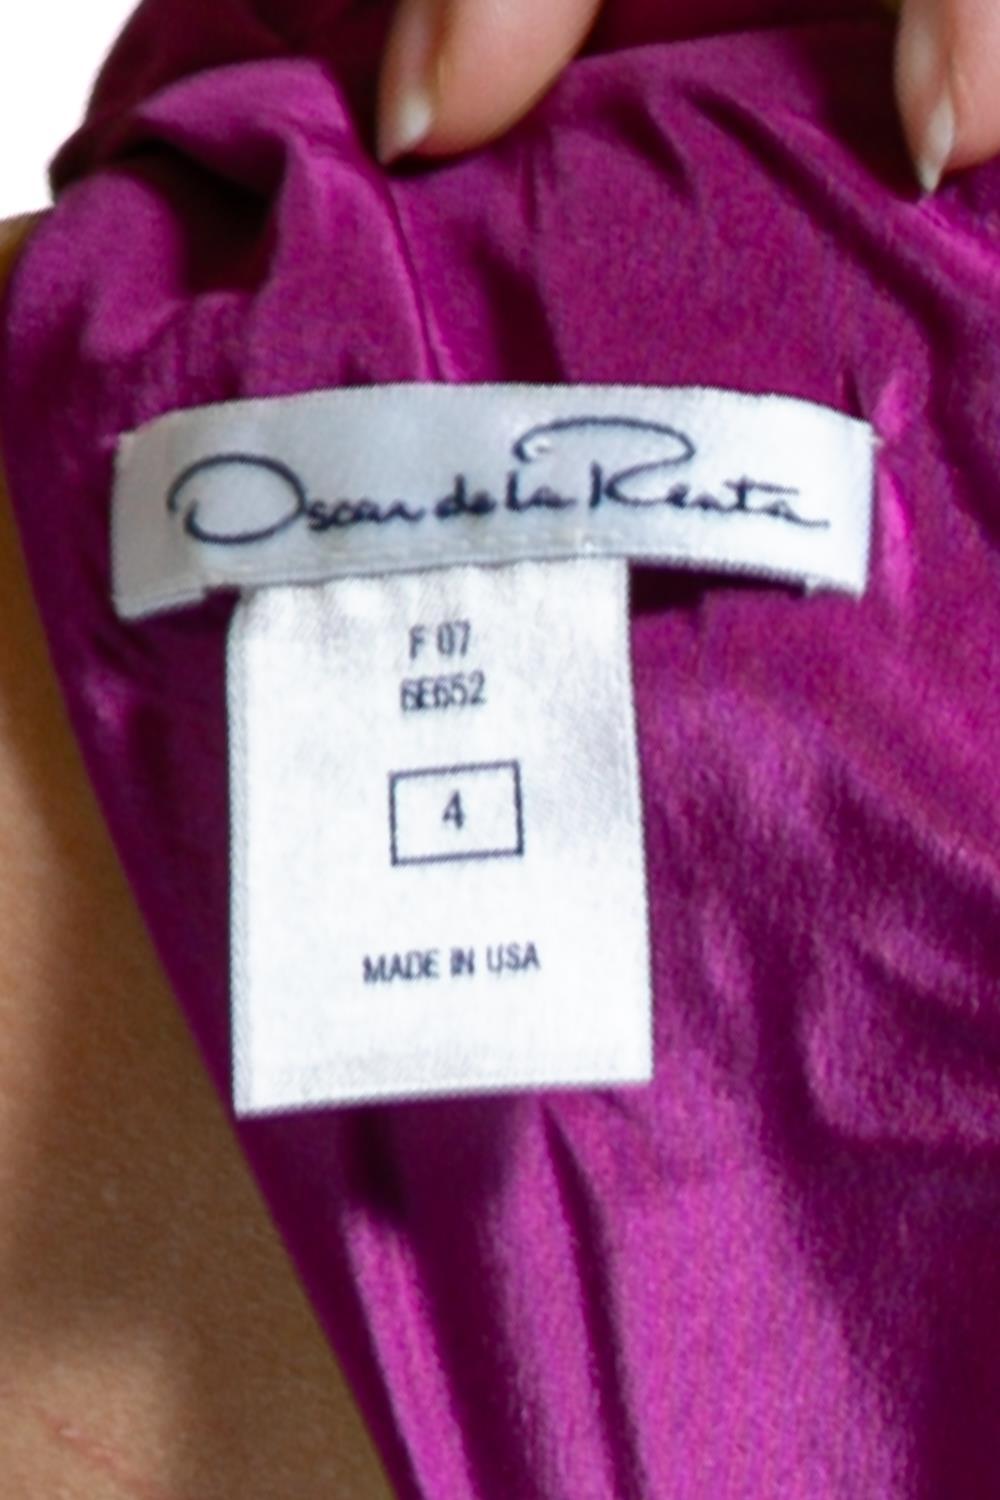 Oscar de la Renta
F 07
6E652
4
MADE IN USA